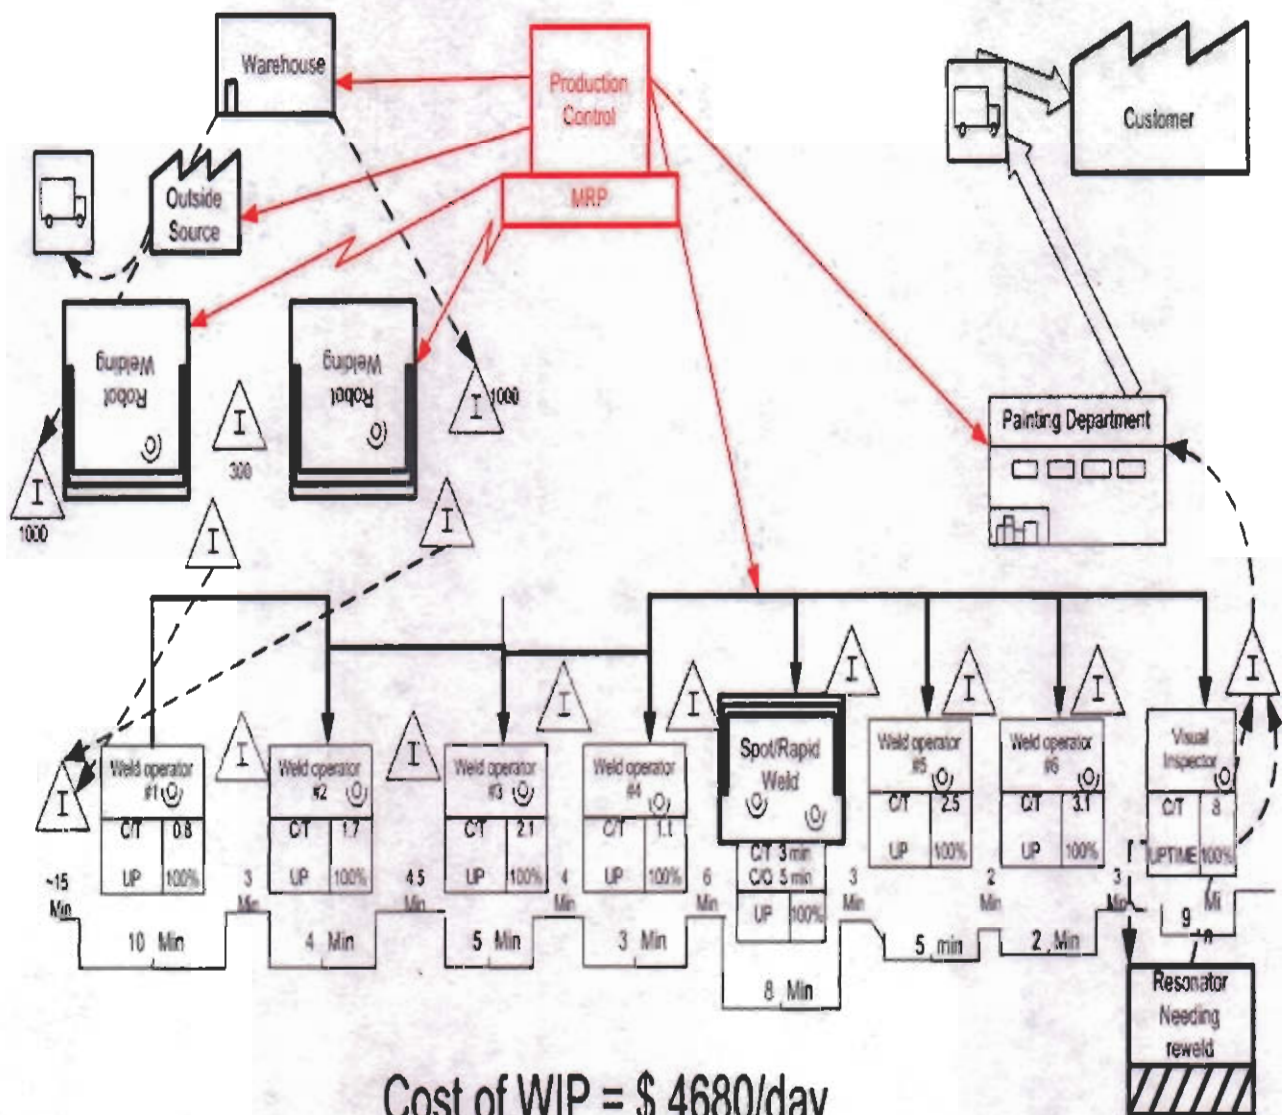 Warehouse
Production
Control
MRP
Customer
Outside
Source
Robot
Welding
Robot
Welding
I
1000
I
300
I
1000
I
I
Painting Department
I
I
I
I
I
I
I
I
I
Weld operator
#1
C/T 0.8
UP 100%
Weld operator
#2
C/T 1.7
UP 100%
Weld operator
#3
C/T 2.1
UP 100%
Weld operator
#4
C/T 1.1
UP 100%
Spot/Rapid
Weld
C/T 3 min
C/O 5 min
UP 100%
Weld operator
#5
C/T 2.5
UP 100%
Weld operator
#6
C/T 3.1
UP 100%
Visual
Inspector
C/T 8
UPTIME 100%
~15
Min
3
Min
4.5
Min
4
Min
6
Min
3
Min
2
Min
3
Min
10 Min
4 Min
5 Min
3 Min
8 Min
5 min
2 Min
9
Resonator
Needing
reweld
Cost of WIP = $ 4680/day